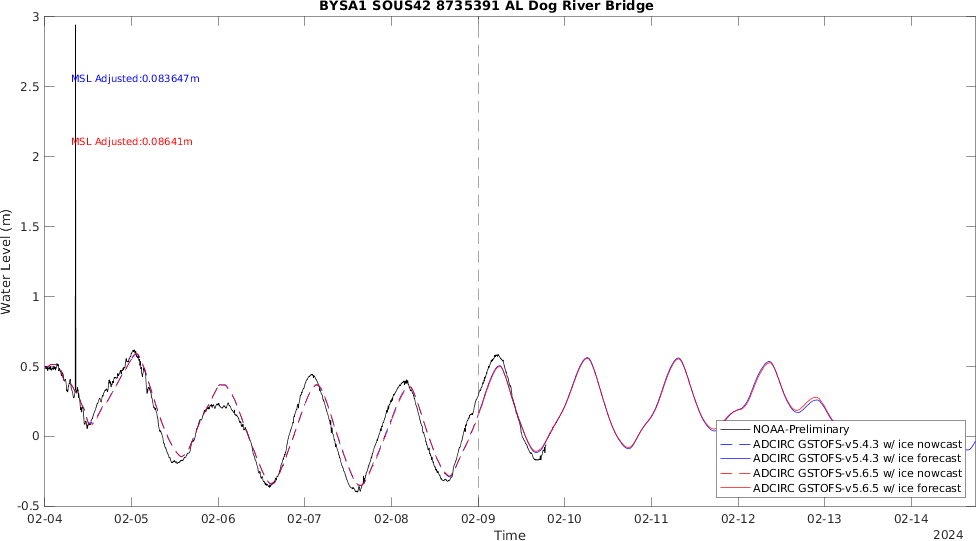 BYSA1 SOUS42 8735391 AL Dog River Bridge
3
2.5
2
1.5
1
0.5
0
-0.5
Water Level (m)
MSL Adjusted:0.083647m
MSL Adjusted:0.08641m
NOAA-Preliminary
ADCIRC GSTOFS-v5.4.3 w/ ice nowcast
ADCIRC GSTOFS-v5.4.3 w/ ice forecast
ADCIRC GSTOFS-v5.6.5 w/ ice nowcast
ADCIRC GSTOFS-v5.6.5 w/ ice forecast
02-04 02-05 02-06 02-07 02-08 02-09 02-10 02-11 02-12 02-13 02-14
Time
2024